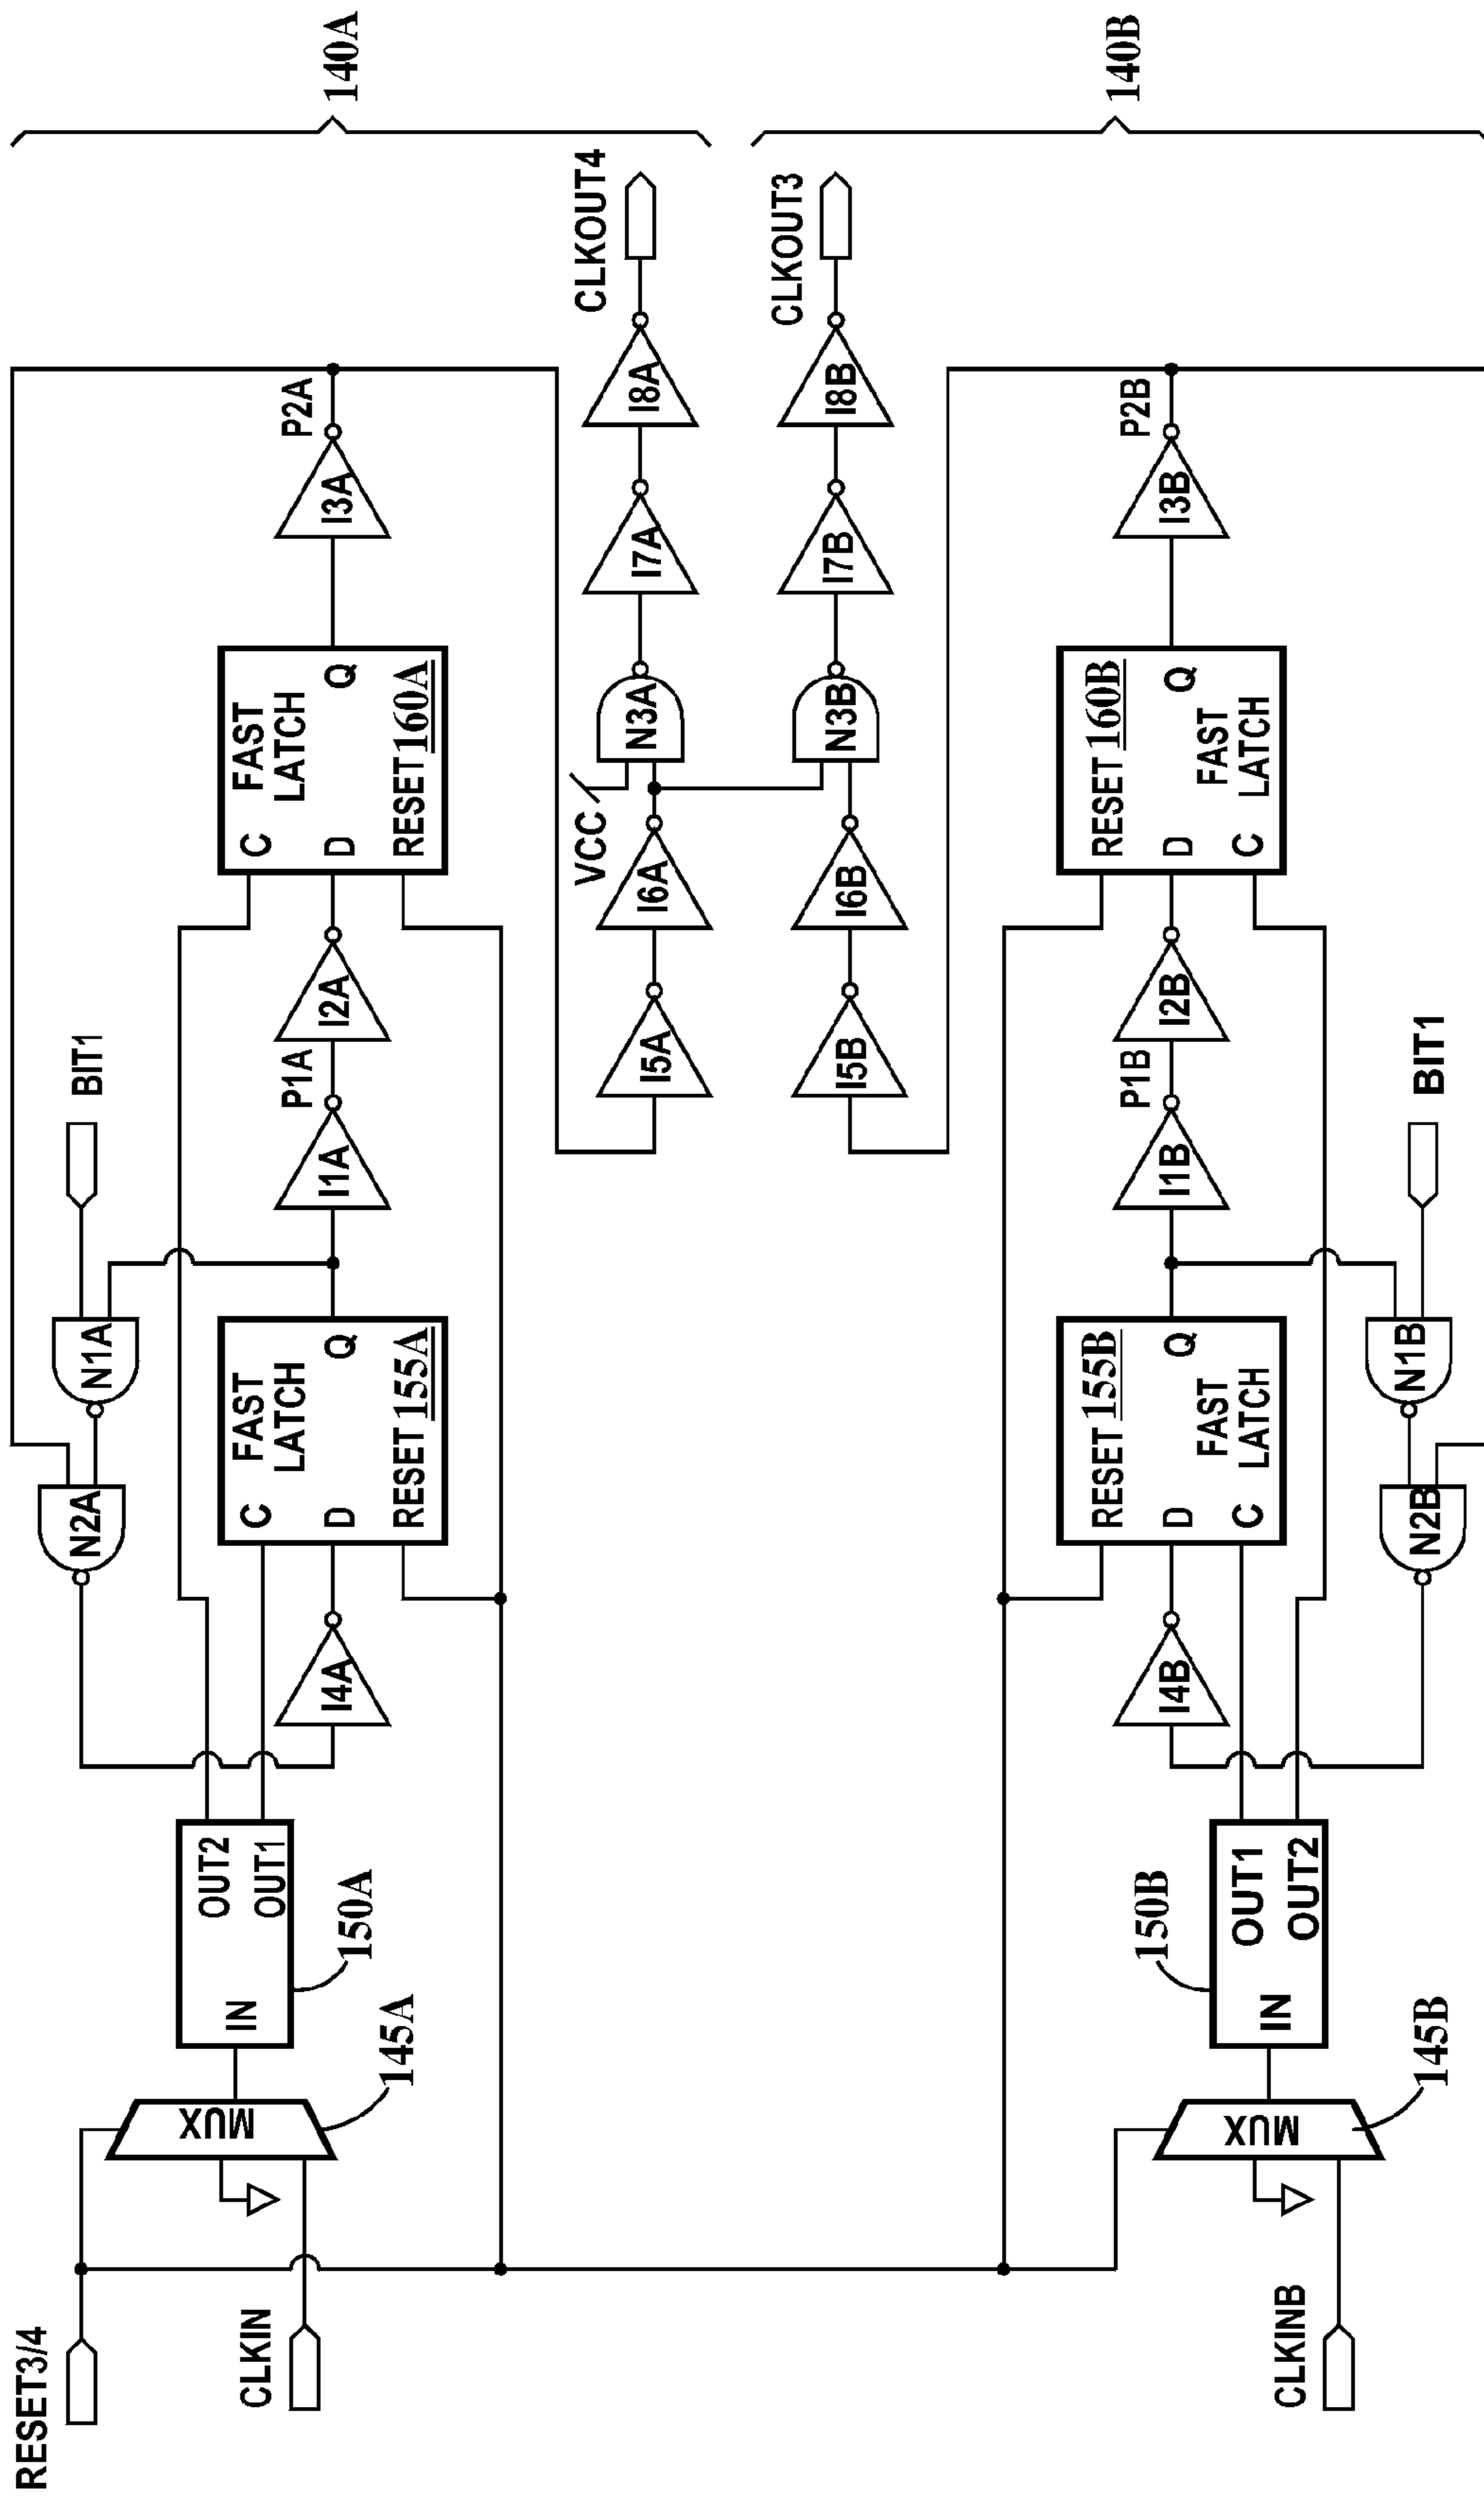 RESET3/4
CLKIN
MUX
145A
IN
OUT2
OUT1
150A
N2A
N1A
BIT1
I4A
C
D
RESET
FAST
LATCH
Q
155A
I1A
P1A
I2A
C
D
RESET
FAST
LATCH
Q
160A
I3A
P2A
140A
VCC
I5A
I6A
N3A
I7A
I8A
CLKOUT4
I5B
I6B
N3B
I7B
I8B
CLKOUT3
CLKINB
MUX
145B
IN
OUT1
OUT2
150B
I4B
RESET
155B
D
Q
C
FAST
LATCH
I1B
P1B
I2B
RESET
160B
D
Q
C
FAST
LATCH
I3B
P2B
140B
N2B
N1B
BIT1